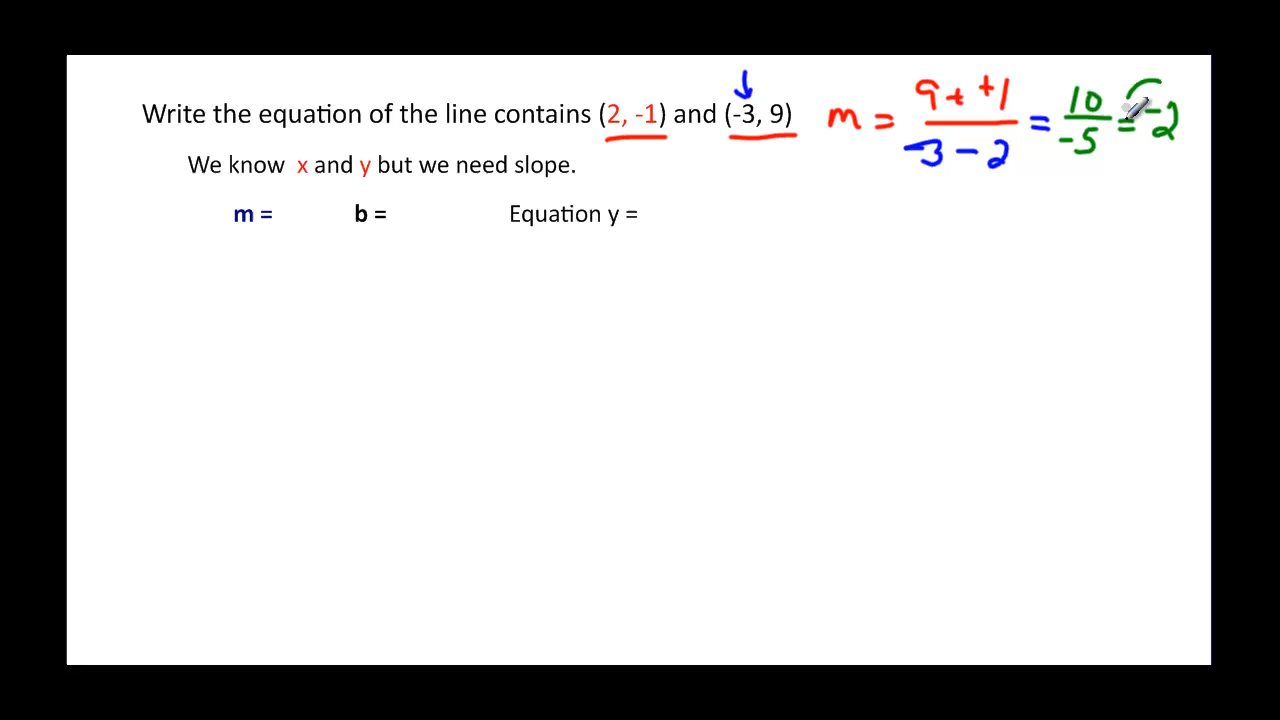 Write the equation of the line contains (2, -1) and (-3, 9) m = 9 + +1 / -3 - 2 = 10 / -5 = -2
We know x and y but we need slope.
m = b = Equation y =